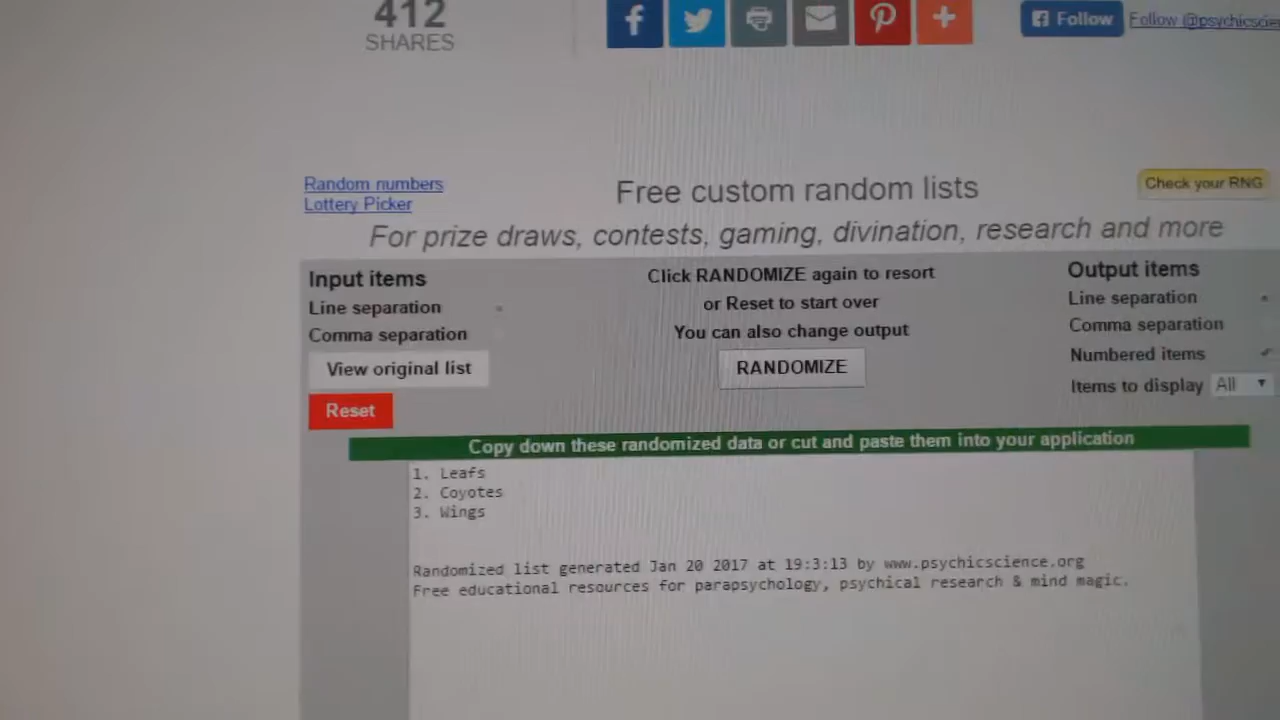 412
SHARES
Follow
Follow @psychicscie
Random numbers
Lottery Picker
Free custom random lists
Check your RNG
For prize draws, contests, gaming, divination, research and more
Input items
Line separation
Comma separation
View original list
Reset
Click RANDOMIZE again to resort
or Reset to start over
You can also change output
RANDOMIZE
Output items
Line separation
Comma separation
Numbered items
Items to display All
Copy down these randomized data or cut and paste them into your application
1. Leafs
2. Coyotes
3. Wings
Randomized list generated Jan 20 2017 at 19:3:13 by www.psychicscience.org
Free educational resources for parapsychology, psychical research & mind magic.